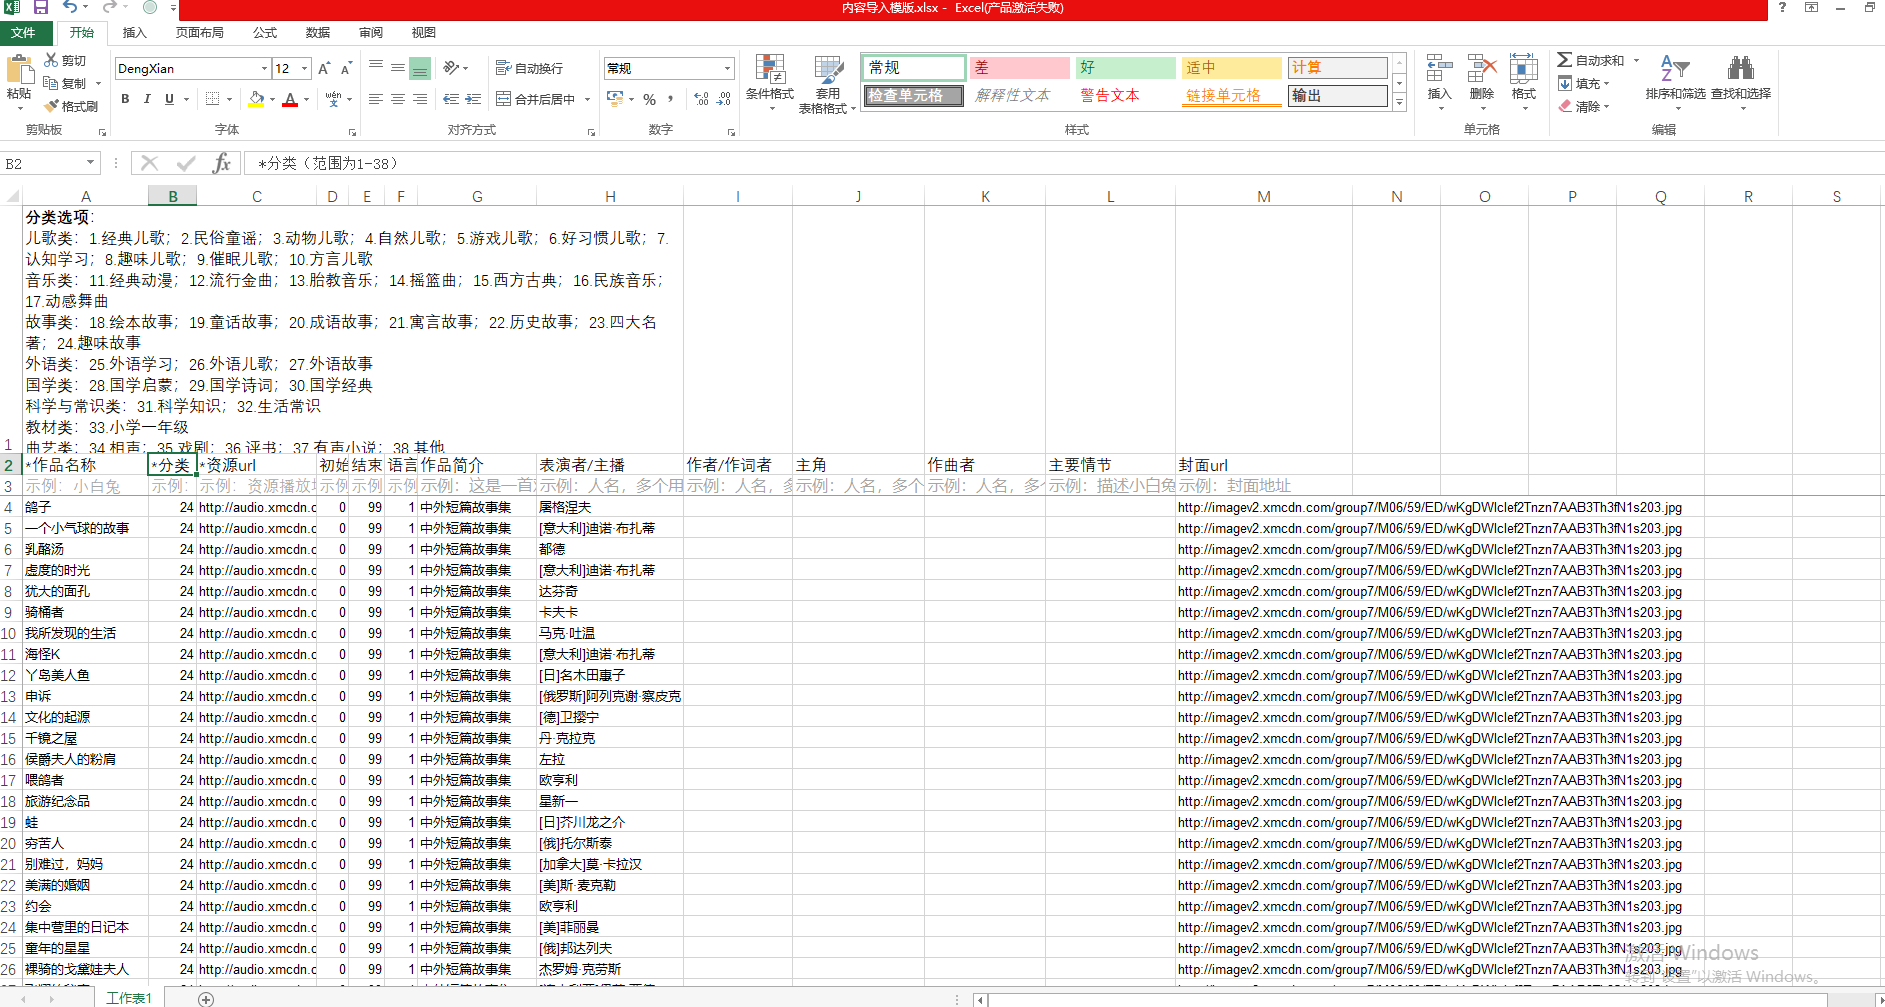 内容导入模版.xlsx - Excel(产品激活失败)
文件 开始 插入 页面布局 公式 数据 审阅 视图
粘贴 剪切 复制 格式刷 剪贴板
DengXian 12 B I U wén 字体
自动换行 合并后居中 对齐方式
常规 % 数字
条件格式 套用 表格格式
常规 差 好 适中 计算
检查单元格 解释性文本 警告文本 链接单元格 输出
样式
插入 删除 格式 单元格
自动求和 填充 清除 排序和筛选 查找和选择 编辑
B2 fx *分类（范围为1-38）
A B C D E F G H I J K L M N O P Q R S
1
分类选项：
儿歌类：1.经典儿歌；2.民俗童谣；3.动物儿歌；4.自然儿歌；5.游戏儿歌；6.好习惯儿歌；7.
认知学习；8.趣味儿歌；9.催眠儿歌；10.方言儿歌
音乐类：11.经典动漫；12.流行金曲；13.胎教音乐；14.摇篮曲；15.西方古典；16.民族音乐；
17.动感舞曲
故事类：18.绘本故事；19.童话故事；20.成语故事；21.寓言故事；22.历史故事；23.四大名
著；24.趣味故事
外语类：25.外语学习；26.外语儿歌；27.外语故事
国学类：28.国学启蒙；29.国学诗词；30.国学经典
科学与常识类：31.科学知识；32.生活常识
教材类：33.小学一年级
曲艺类：34.相声；35.戏剧；36.评书；37.有声小说；38.其他
2 *作品名称 *分类 *资源url 初始 结束 语言 作品简介 表演者/主播 作者/作词者 主角 作曲者 主要情节 封面url
3 示例：小白兔 示例： 示例：资源播放 示例 示例 示例 示例：这是一首 示例：人名，多个用 示例：人名， 示例：人名，多个 示例：人名，多 示例：描述小白兔 示例：封面地址
4 鸽子 24 http://audio.xmcdn.c 0 99 1 中外短篇故事集 屠格涅夫 http://imagev2.xmcdn.com/group7/M06/59/ED/wKgDWlclef2Tnzn7AAB3Th3fN1s203.jpg
5 一个小气球的故事 24 http://audio.xmcdn.c 0 99 1 中外短篇故事集 [意大利]迪诺·布扎蒂 http://imagev2.xmcdn.com/group7/M06/59/ED/wKgDWlclef2Tnzn7AAB3Th3fN1s203.jpg
6 乳酪汤 24 http://audio.xmcdn.c 0 99 1 中外短篇故事集 都德 http://imagev2.xmcdn.com/group7/M06/59/ED/wKgDWlclef2Tnzn7AAB3Th3fN1s203.jpg
7 虚度的时光 24 http://audio.xmcdn.c 0 99 1 中外短篇故事集 [意大利]迪诺·布扎蒂 http://imagev2.xmcdn.com/group7/M06/59/ED/wKgDWlclef2Tnzn7AAB3Th3fN1s203.jpg
8 犹大的面孔 24 http://audio.xmcdn.c 0 99 1 中外短篇故事集 达芬奇 http://imagev2.xmcdn.com/group7/M06/59/ED/wKgDWlclef2Tnzn7AAB3Th3fN1s203.jpg
9 骑桶者 24 http://audio.xmcdn.c 0 99 1 中外短篇故事集 卡夫卡 http://imagev2.xmcdn.com/group7/M06/59/ED/wKgDWlclef2Tnzn7AAB3Th3fN1s203.jpg
10 我所发现的生活 24 http://audio.xmcdn.c 0 99 1 中外短篇故事集 马克·吐温 http://imagev2.xmcdn.com/group7/M06/59/ED/wKgDWlclef2Tnzn7AAB3Th3fN1s203.jpg
11 海怪K 24 http://audio.xmcdn.c 0 99 1 中外短篇故事集 [意大利]迪诺·布扎蒂 http://imagev2.xmcdn.com/group7/M06/59/ED/wKgDWlclef2Tnzn7AAB3Th3fN1s203.jpg
12 丫鸟美人鱼 24 http://audio.xmcdn.c 0 99 1 中外短篇故事集 [日]名木田恵子 http://imagev2.xmcdn.com/group7/M06/59/ED/wKgDWlclef2Tnzn7AAB3Th3fN1s203.jpg
13 申诉 24 http://audio.xmcdn.c 0 99 1 中外短篇故事集 [俄罗斯]阿列克谢·察皮克 http://imagev2.xmcdn.com/group7/M06/59/ED/wKgDWlclef2Tnzn7AAB3Th3fN1s203.jpg
14 文化的起源 24 http://audio.xmcdn.c 0 99 1 中外短篇故事集 [德]卫撄宁 http://imagev2.xmcdn.com/group7/M06/59/ED/wKgDWlclef2Tnzn7AAB3Th3fN1s203.jpg
15 千镜之屋 24 http://audio.xmcdn.c 0 99 1 中外短篇故事集 丹·克拉克 http://imagev2.xmcdn.com/group7/M06/59/ED/wKgDWlclef2Tnzn7AAB3Th3fN1s203.jpg
16 侯爵夫人的粉肩 24 http://audio.xmcdn.c 0 99 1 中外短篇故事集 左拉 http://imagev2.xmcdn.com/group7/M06/59/ED/wKgDWlclef2Tnzn7AAB3Th3fN1s203.jpg
17 喂鸽者 24 http://audio.xmcdn.c 0 99 1 中外短篇故事集 欧亨利 http://imagev2.xmcdn.com/group7/M06/59/ED/wKgDWlclef2Tnzn7AAB3Th3fN1s203.jpg
18 旅游纪念品 24 http://audio.xmcdn.c 0 99 1 中外短篇故事集 星新一 http://imagev2.xmcdn.com/group7/M06/59/ED/wKgDWlclef2Tnzn7AAB3Th3fN1s203.jpg
19 蛙 24 http://audio.xmcdn.c 0 99 1 中外短篇故事集 [日]芥川龙之介 http://imagev2.xmcdn.com/group7/M06/59/ED/wKgDWlclef2Tnzn7AAB3Th3fN1s203.jpg
20 穷苦人 24 http://audio.xmcdn.c 0 99 1 中外短篇故事集 [俄]托尔斯泰 http://imagev2.xmcdn.com/group7/M06/59/ED/wKgDWlclef2Tnzn7AAB3Th3fN1s203.jpg
21 别难过，妈妈 24 http://audio.xmcdn.c 0 99 1 中外短篇故事集 [加拿大]莫·卡拉汉 http://imagev2.xmcdn.com/group7/M06/59/ED/wKgDWlclef2Tnzn7AAB3Th3fN1s203.jpg
22 美满的婚姻 24 http://audio.xmcdn.c 0 99 1 中外短篇故事集 [美]斯·麦克勒 http://imagev2.xmcdn.com/group7/M06/59/ED/wKgDWlclef2Tnzn7AAB3Th3fN1s203.jpg
23 约会 24 http://audio.xmcdn.c 0 99 1 中外短篇故事集 欧亨利 http://imagev2.xmcdn.com/group7/M06/59/ED/wKgDWlclef2Tnzn7AAB3Th3fN1s203.jpg
24 集中营里的日记本 24 http://audio.xmcdn.c 0 99 1 中外短篇故事集 [美]菲丽曼 http://imagev2.xmcdn.com/group7/M06/59/ED/wKgDWlclef2Tnzn7AAB3Th3fN1s203.jpg
25 童年的星星 24 http://audio.xmcdn.c 0 99 1 中外短篇故事集 [俄]邦达列夫 http://imagev2.xmcdn.com/group7/M06/59/ED/wKgDWlclef2Tnzn7AAB3Th3fN1s203.jpg
26 裸骑的戈黛娃夫人 24 http://audio.xmcdn.c 0 99 1 中外短篇故事集 杰罗姆·克劳斯 http://imagev2.xmcdn.com/group7/M06/59/ED/wKgDWlclef2Tnzn7AAB3Th3fN1s203.jpg
激活 Windows
转到"设置"以激活 Windows。
工作表1